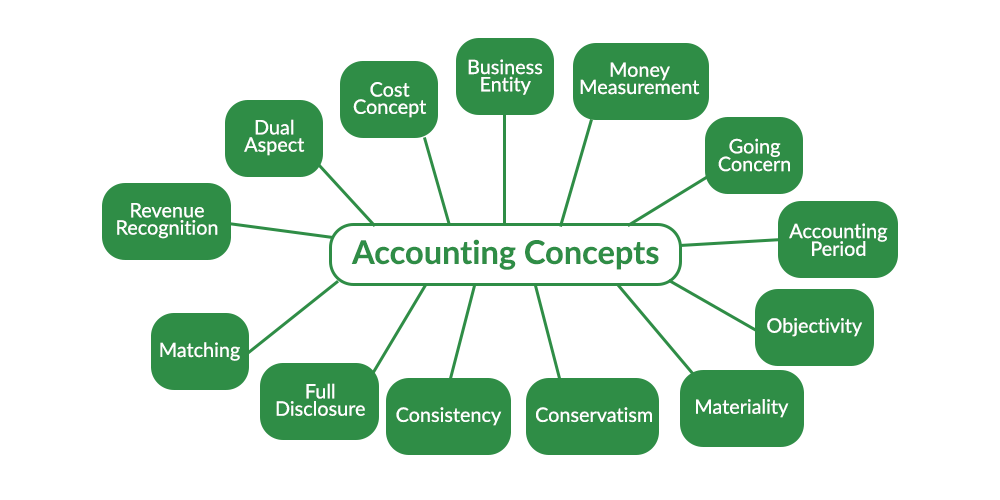 Business
Entity
Money
Measurement
Cost
Concept
Dual
Aspect
Going
Concern
Revenue
Recognition
Accounting
Period
Accounting Concepts
Objectivity
Matching
Full
Disclosure
Consistency
Conservatism
Materiality